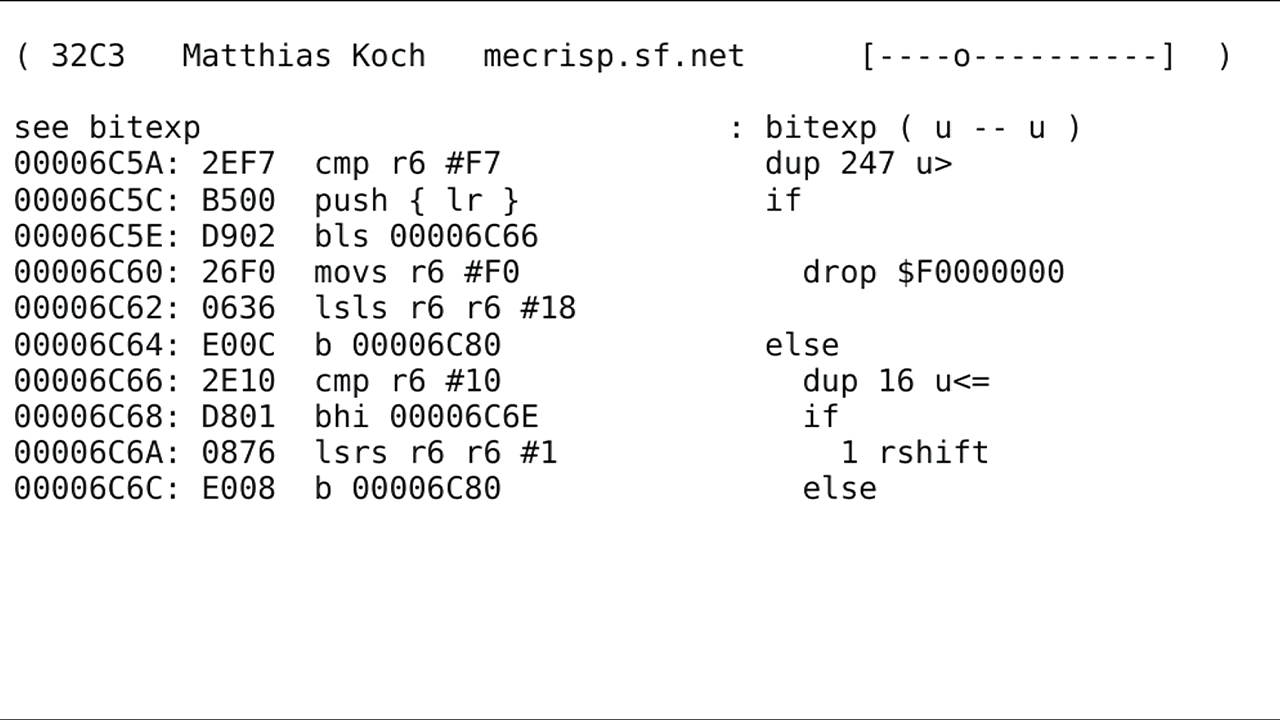 ( 32C3   Matthias Koch   mecrisp.sf.net      [----o----------]  )
see bitexp                            : bitexp ( u -- u )
00006C5A: 2EF7  cmp r6 #F7              dup 247 u>
00006C5C: B500  push { lr }             if
00006C5E: D902  bls 00006C66
00006C60: 26F0  movs r6 #F0               drop $F0000000
00006C62: 0636  lsls r6 r6 #18
00006C64: E00C  b 00006C80              else
00006C66: 2E10  cmp r6 #10                dup 16 u<=
00006C68: D801  bhi 00006C6E              if
00006C6A: 0876  lsrs r6 r6 #1               1 rshift
00006C6C: E008  b 00006C80                else